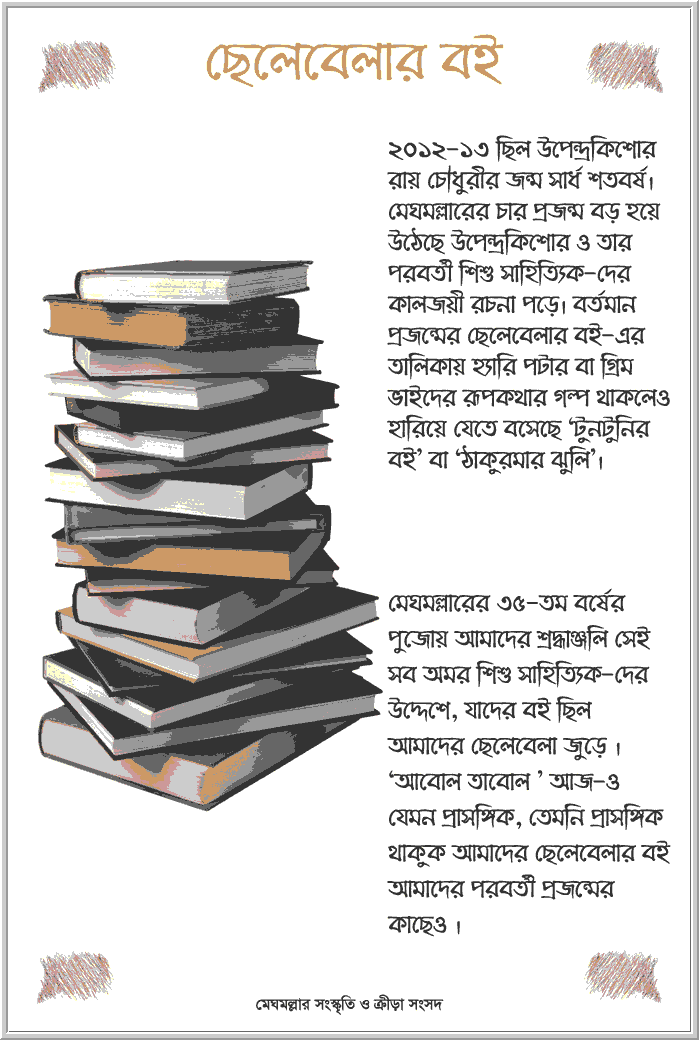 ছেলেবেলার বই
২০১২-১৩ ছিল উপেন্দ্রকিশোর
রায় চৌধুরীর জন্ম সার্ধ শতবর্ষ।
মেঘমল্লারের চার প্রজন্ম বড় হয়ে
উঠেছে উপেন্দ্রকিশোর ও তার
পরবর্তী শিশু সাহিত্যিক-দের
কালজয়ী রচনা পড়ে। বর্তমান
প্রজন্মের ছেলেবেলার বই-এর
তালিকায় হ্যারি পটার বা গ্রিম
ভাইদের রূপকথার গল্প থাকলেও
হারিয়ে যেতে বসেছে ‘টুনটুনির
বই’ বা ‘ঠাকুরমার ঝুলি’।
মেঘমল্লারের ৩৫-তম বর্ষের
পুজোয় আমাদের শ্রদ্ধাঞ্জলি সেই
সব অমর শিশু সাহিত্যিক-দের
উদ্দেশে, যাদের বই ছিল
আমাদের ছেলেবেলা জুড়ে ।
‘আবোল তাবোল ’ আজ-ও
যেমন প্রাসঙ্গিক, তেমনি প্রাসঙ্গিক
থাকুক আমাদের ছেলেবেলার বই
আমাদের পরবর্তী প্রজন্মের
কাছেও ।
মেঘমল্লার সংস্কৃতি ও ক্রীড়া সংসদ